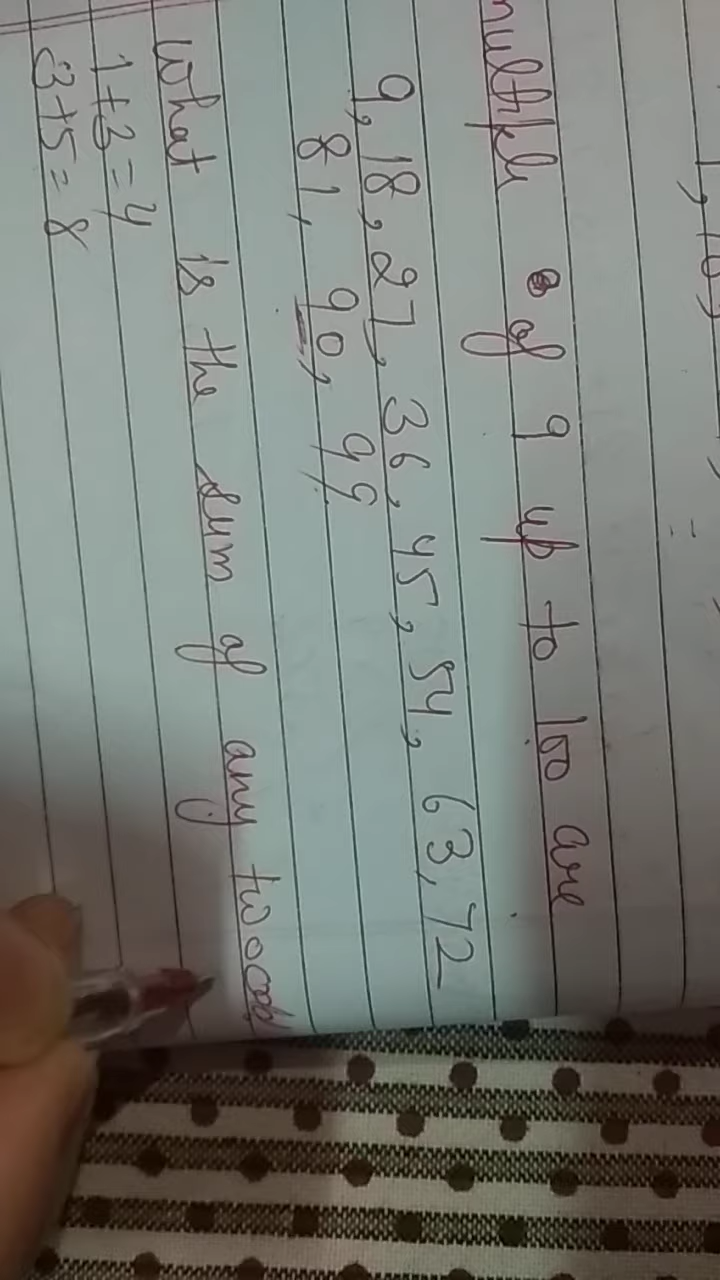 multiple of 9 up to 100 are
9, 18, 27, 36, 45, 54, 63, 72
81, 90, 99
What is the sum of any two odd
1+3=4
3+5=8